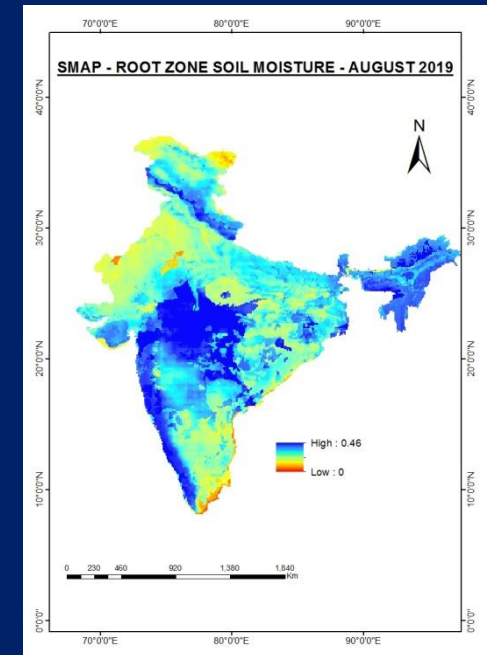 70°0'0"E 80°0'0"E 90°0'0"E
SMAP - ROOT ZONE SOIL MOISTURE - AUGUST 2019
N
40°0'0"N 40°0'0"N
30°0'0"N 30°0'0"N
20°0'0"N 20°0'0"N
High : 0.46
Low : 0
10°0'0"N 10°0'0"N
0 230 460 920 1,380 1,840
Km
0°0'0" 0°0'0"
70°0'0"E 80°0'0"E 90°0'0"E